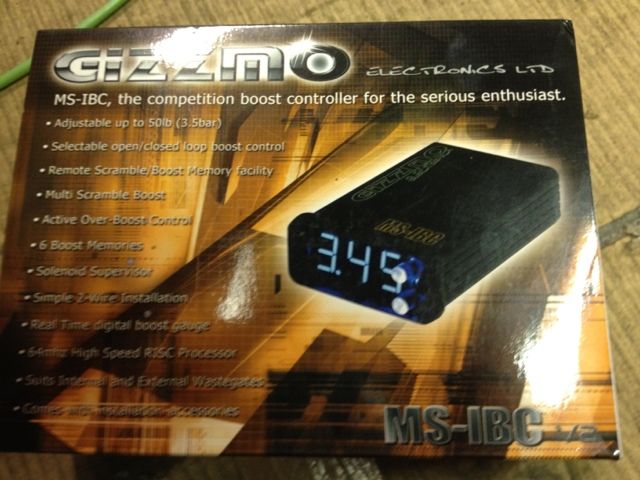 GIZZMO ELECTRONICS LTD
MS-IBC, the competition boost controller for the serious enthusiast.
• Adjustable up to 50lb (3.5bar)
• Selectable open/closed loop boost control
• Remote Scramble/Boost Memory facility
• Multi Scramble Boost
• Active Over-Boost Control
• 6 Boost Memories
• Solenoid Supervisor
• Simple 2-Wire Installation
• Real Time digital boost gauge
• 64mhz High Speed RISC Processor
• Suits Internal and External Wastegates
• Comes with installation accessories
GIZZMO
MS-IBC
3.45
MS-IBC